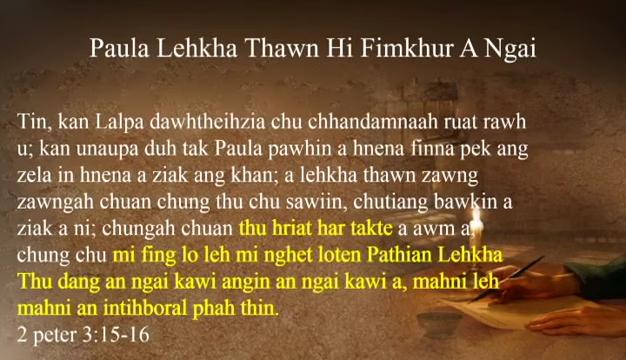 Paula Lehkha Thawn Hi Fimkhur A Ngai
Tin, kan Lalpa dawhtheihzia chu chhandamnaah ruat rawh
u; kan unaupa duh tak Paula pawhin a hnena finna pek ang
zela in hnena a ziak ang khan; a lehkha thawn zawng
zawngah chuan chung thu chu sawiin, chutiang bawkin a
ziak a ni; chungah chuan thu hriat har takte a awm a,
chung chu mi fing lo leh mi nghet loten Pathian Lehkha
Thu dang an ngai kawi angin an ngai kawi a, mahni leh
mahni an intihboral phah thin.
2 peter 3:15-16